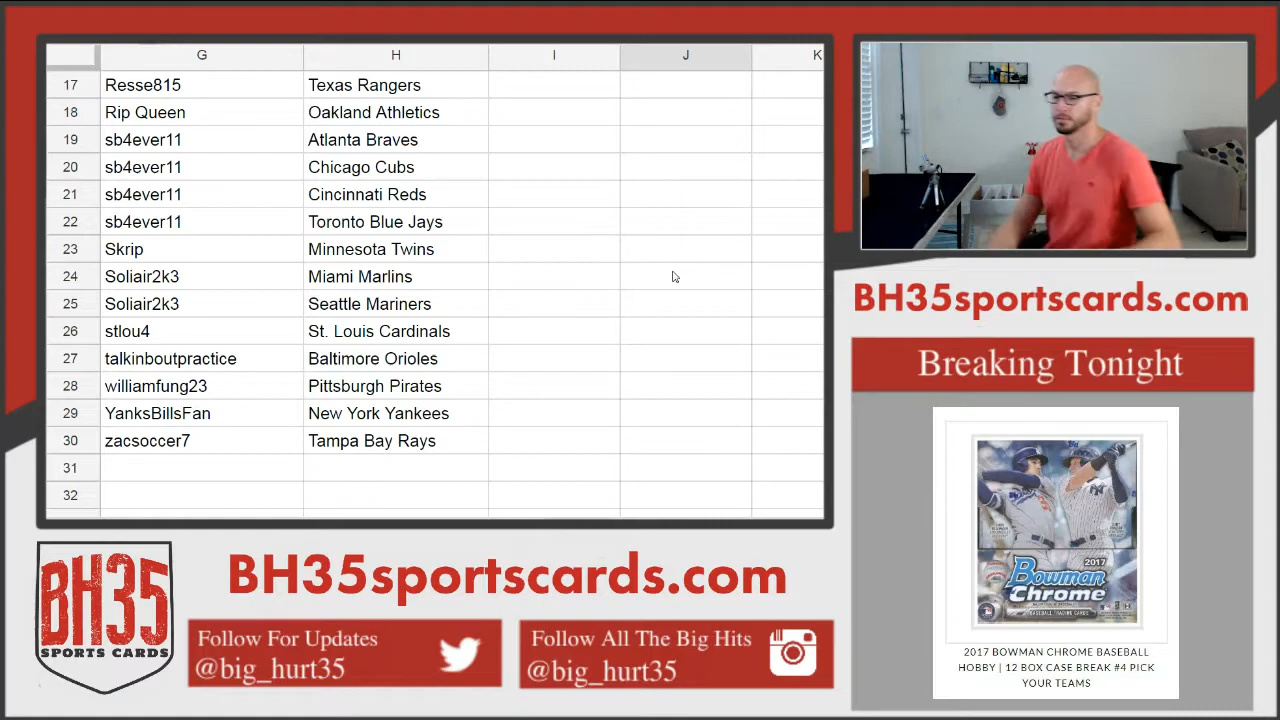 G H I J K
17 Resse815 Texas Rangers
18 Rip Queen Oakland Athletics
19 sb4ever11 Atlanta Braves
20 sb4ever11 Chicago Cubs
21 sb4ever11 Cincinnati Reds
22 sb4ever11 Toronto Blue Jays
23 Skrip Minnesota Twins
24 Soliair2k3 Miami Marlins
25 Soliair2k3 Seattle Mariners
26 stlou4 St. Louis Cardinals
27 talkinboutpractice Baltimore Orioles
28 williamfung23 Pittsburgh Pirates
29 YanksBillsFan New York Yankees
30 zacsoccer7 Tampa Bay Rays
31
32
BH35sportscards.com
Breaking Tonight
2017
Bowman
Chrome
BASEBALL TRADING CARDS
2017 BOWMAN CHROME BASEBALL
HOBBY | 12 BOX CASE BREAK #4 PICK
YOUR TEAMS
BH35
SPORTS CARDS
BH35sportscards.com
Follow For Updates
@big_hurt35
Follow All The Big Hits
@big_hurt35